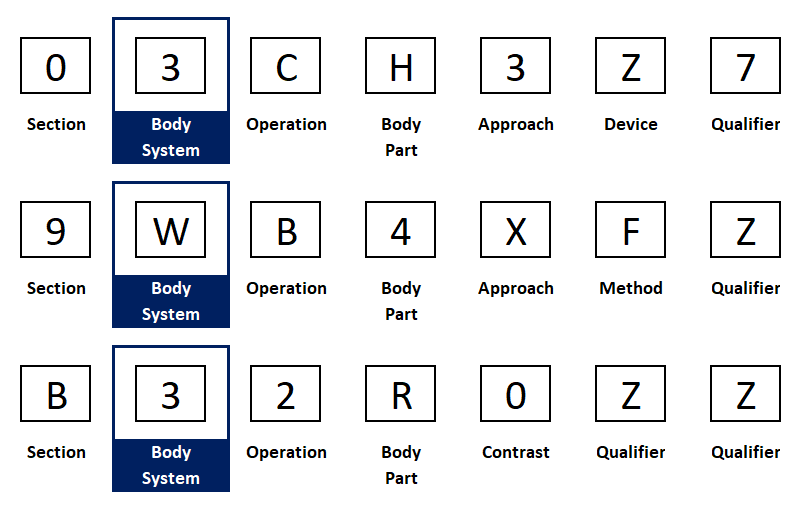 0 3 C H 3 Z 7
Section Body Operation Body Approach Device Qualifier
System Part
9 W B 4 X F Z
Section Body Operation Body Approach Method Qualifier
System Part
B 3 2 R 0 Z Z
Section Body Operation Body Contrast Qualifier Qualifier
System Part